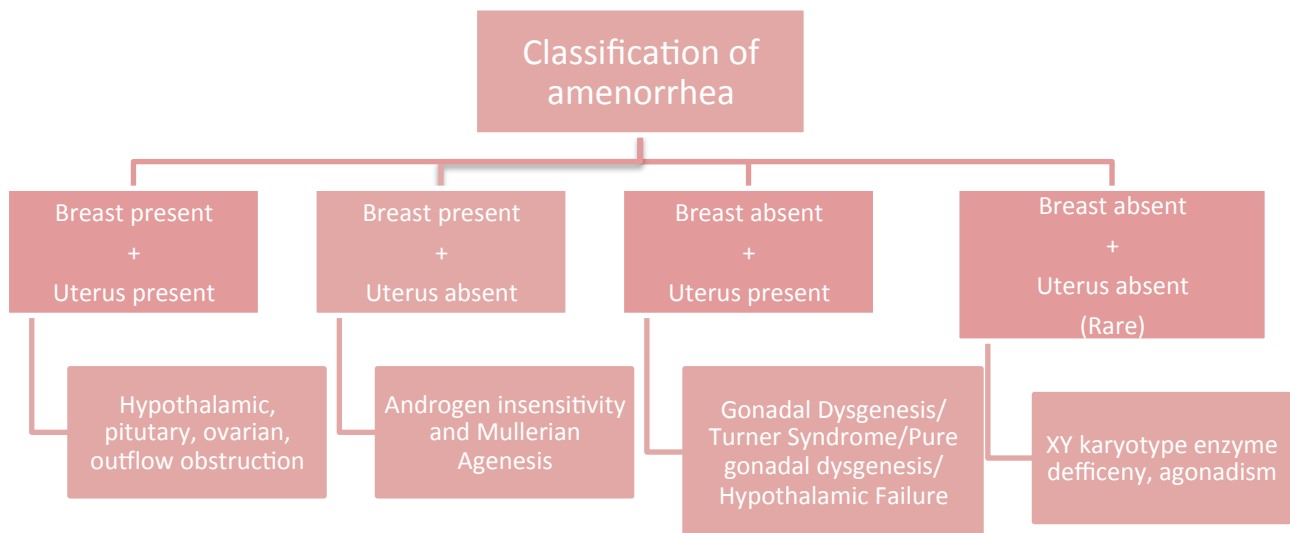 Classification of
amenorrhea
Breast present
+
Uterus present
Breast present
+
Uterus absent
Breast absent
+
Uterus present
Breast absent
+
Uterus absent
(Rare)
Hypothalamic,
pitutary, ovarian,
outflow obstruction
Androgen insensitivity
and Mullerian
Agenesis
Gonadal Dysgenesis/
Turner Syndrome/Pure
gonadal dysgenesis/
Hypothalamic Failure
XY karyotype enzyme
defficeny, agonadism